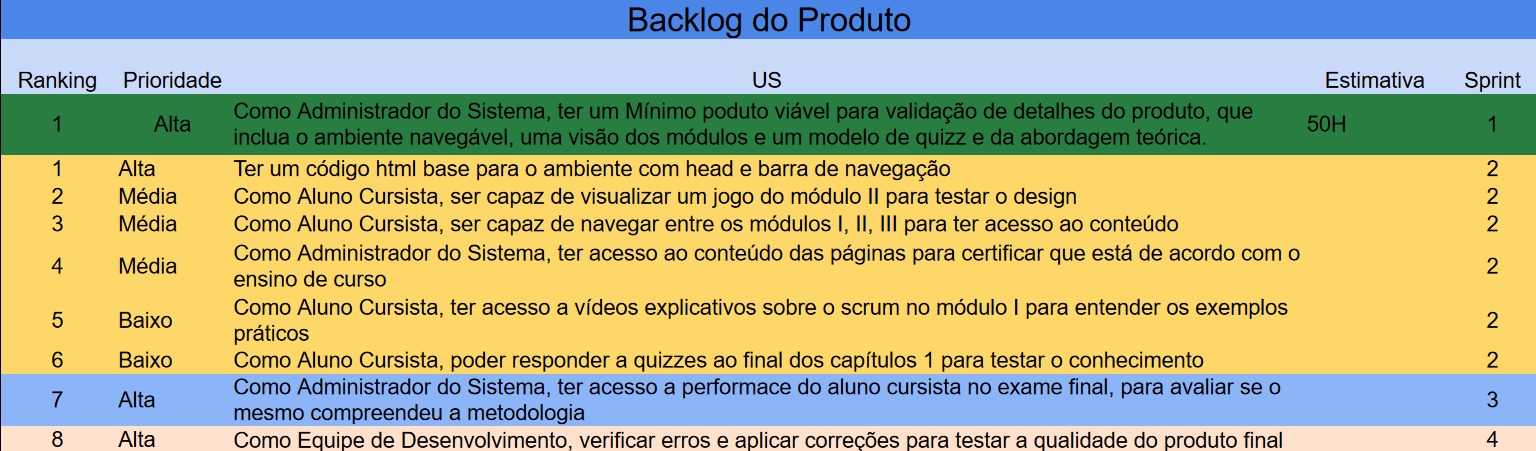 Backlog do Produto
Ranking Prioridade US Estimativa Sprint
1 Alta Como Administrador do Sistema, ter um Mínimo poduto viável para validação de detalhes do produto, que
inclua o ambiente navegável, uma visão dos módulos e um modelo de quizz e da abordagem teórica. 50H 1
1 Alta Ter um código html base para o ambiente com head e barra de navegação 2
2 Média Como Aluno Cursista, ser capaz de visualizar um jogo do módulo II para testar o design 2
3 Média Como Aluno Cursista, ser capaz de navegar entre os módulos I, II, III para ter acesso ao conteúdo 2
4 Média Como Administrador do Sistema, ter acesso ao conteúdo das páginas para certificar que está de acordo com o
ensino de curso 2
5 Baixo Como Aluno Cursista, ter acesso a vídeos explicativos sobre o scrum no módulo I para entender os exemplos
práticos 2
6 Baixo Como Aluno Cursista, poder responder a quizzes ao final dos capítulos 1 para testar o conhecimento 2
7 Alta Como Administrador do Sistema, ter acesso a performace do aluno cursista no exame final, para avaliar se o
mesmo compreendeu a metodologia 3
8 Alta Como Equipe de Desenvolvimento, verificar erros e aplicar correções para testar a qualidade do produto final 4